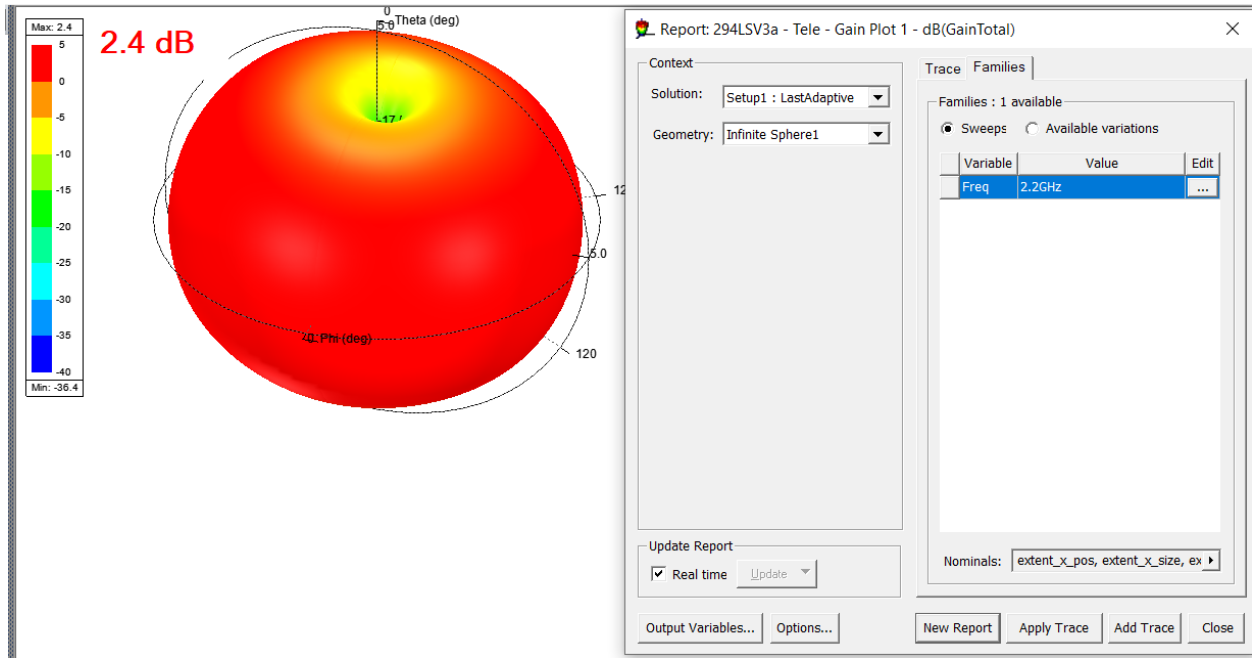 Max: 2.4
5
0
-5
-10
-15
-20
-25
-30
-35
-40
Min: -36.4
2.4 dB
0
Theta (deg)
5.0
-17
12
-5.0
120
Phi (deg)
Report: 294LSV3a - Tele - Gain Plot 1 - dB(GainTotal)
Context
Solution:
Setup1 : LastAdaptive
Geometry:
Infinite Sphere1
Update Report
Real time
Update
Output Variables...
Options...
Trace
Families
Families : 1 available
Sweeps
Available variations
Variable
Value
Edit
Freq
2.2GHz
...
Nominals:
extent_x_pos, extent_x_size, ex
New Report
Apply Trace
Add Trace
Close